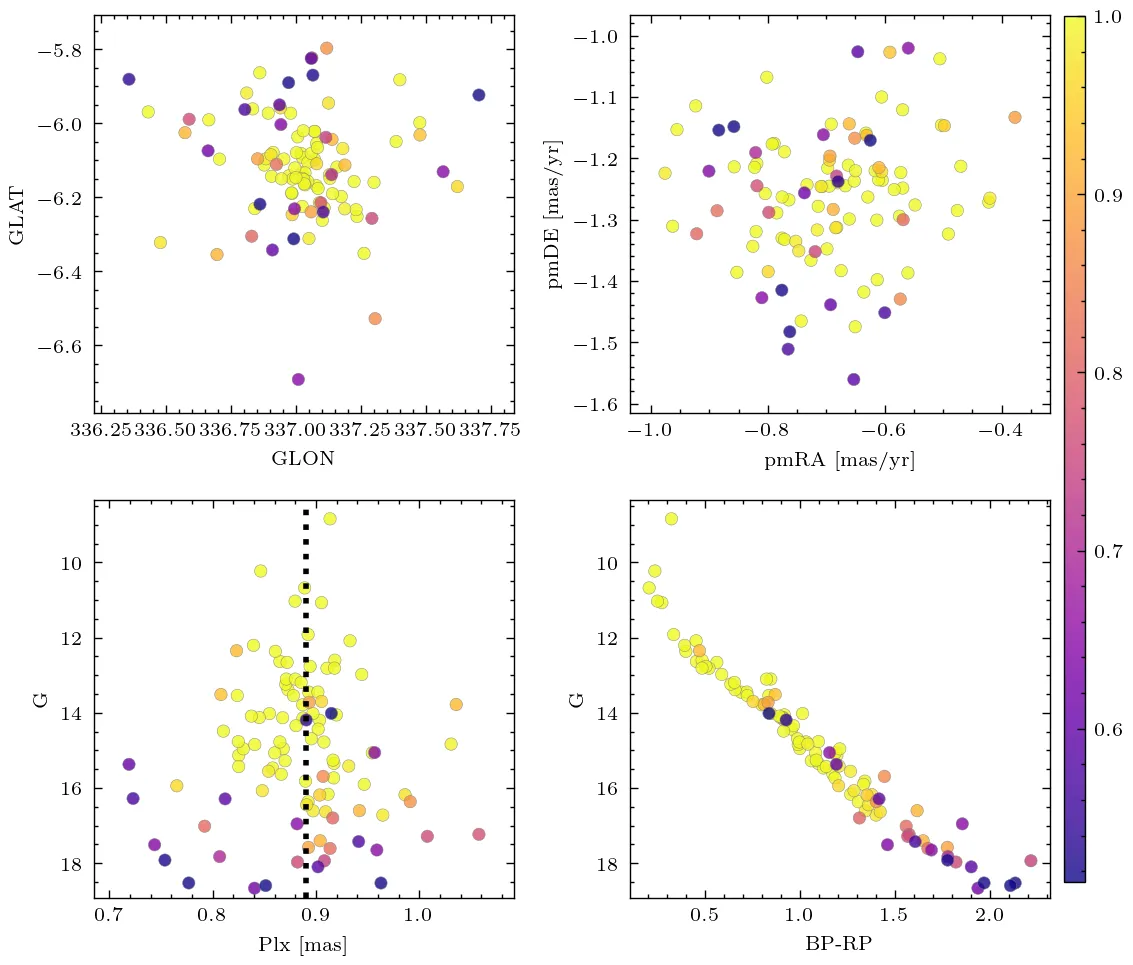 −5.8
−6.0
−6.2
−6.4
−6.6
GLAT
336.25 336.50 336.75 337.00 337.25 337.50 337.75
GLON
−1.0
−1.1
−1.2
−1.3
−1.4
−1.5
−1.6
pmDE [mas/yr]
−1.0 −0.8 −0.6 −0.4
pmRA [mas/yr]
1.0
0.9
0.8
0.7
0.6
10
12
14
16
18
G
0.7 0.8 0.9 1.0
Plx [mas]
10
12
14
16
18
G
0.5 1.0 1.5 2.0
BP-RP